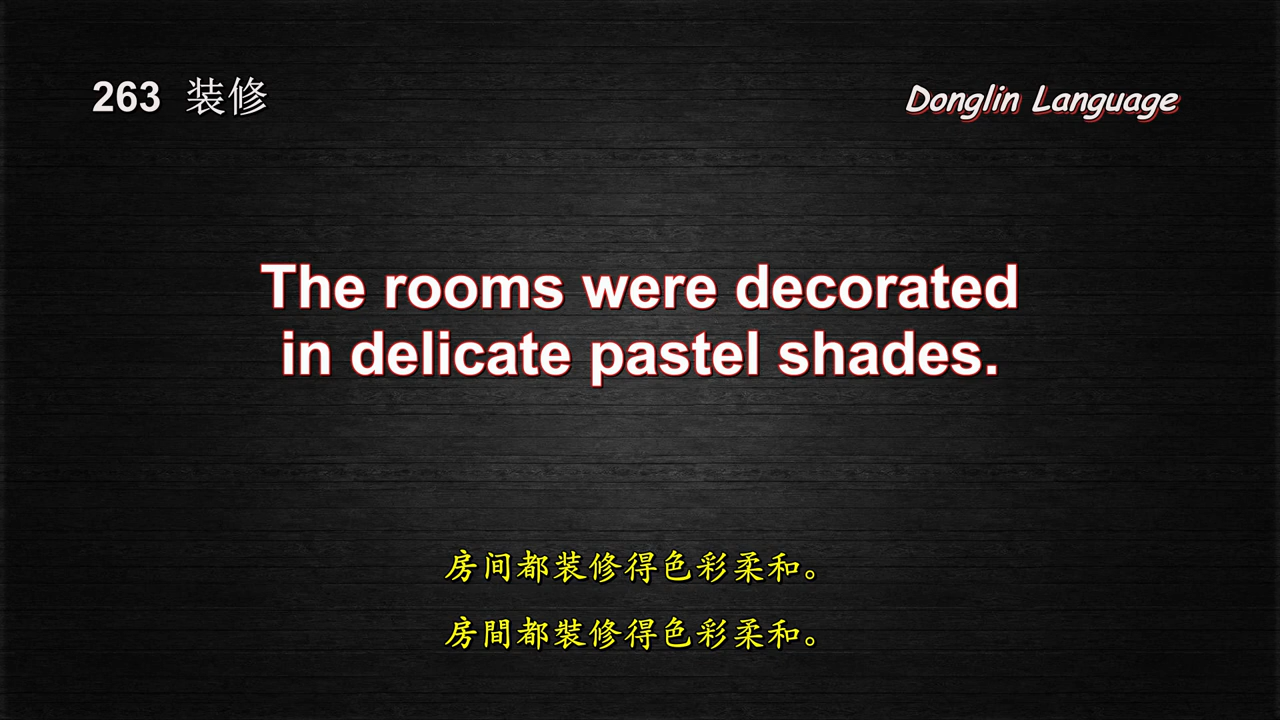 263 装修
Donglin Language
The rooms were decorated
in delicate pastel shades.
房间都装修得色彩柔和。
房間都裝修得色彩柔和。